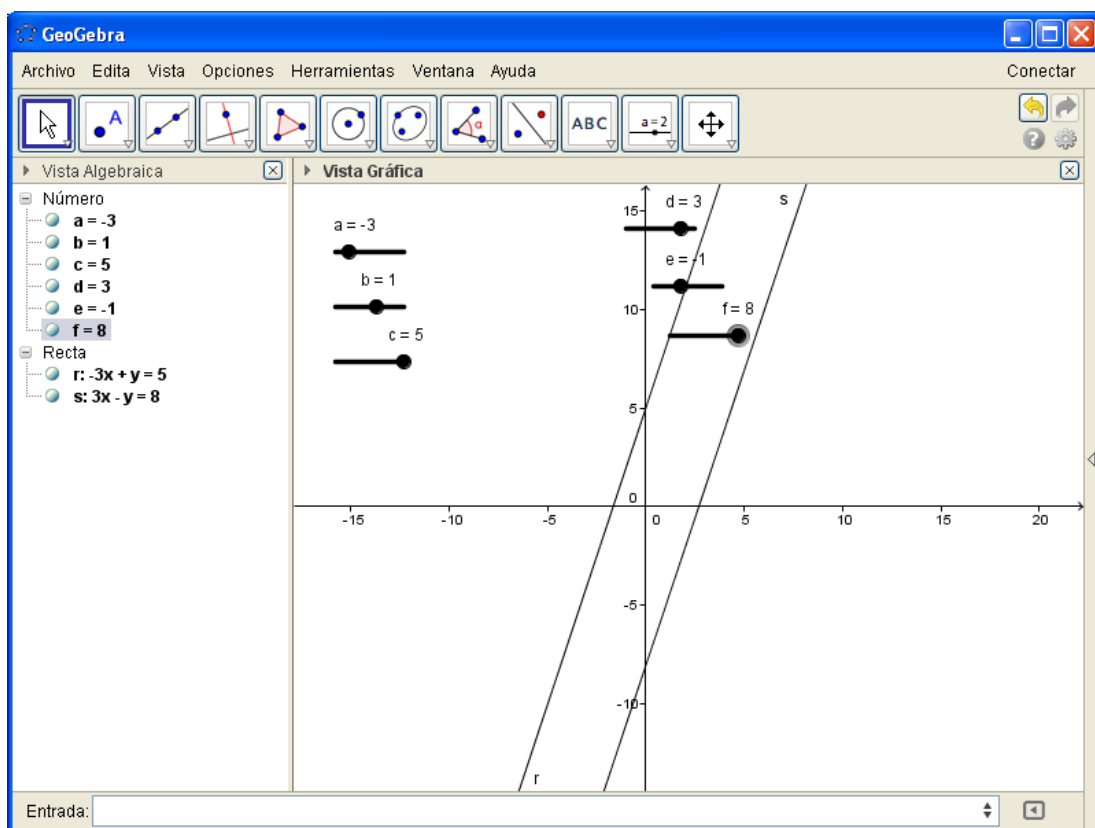 GeoGebra
Archivo Edita Vista Opciones Herramientas Ventana Ayuda Conectar
A α ABC a=2
Vista Algebraica
Número
a = -3
b = 1
c = 5
d = 3
e = -1
f = 8
Recta
r: -3x + y = 5
s: 3x - y = 8
Vista Gráfica
a = -3
b = 1
c = 5
d = 3
e = -1
f = 8
s
r
15
10
5
0
-5
-10
-15 -10 -5 0 5 10 15 20
Entrada: